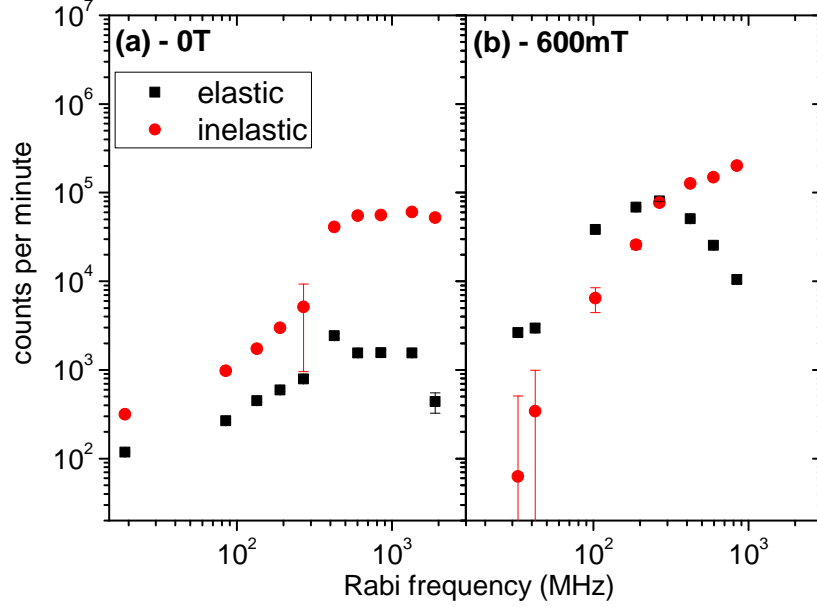 (a) - 0T
(b) - 600mT
elastic
inelastic
counts per minute
10^7
10^6
10^5
10^4
10^3
10^2
10^2
10^3
10^2
10^3
Rabi frequency (MHz)